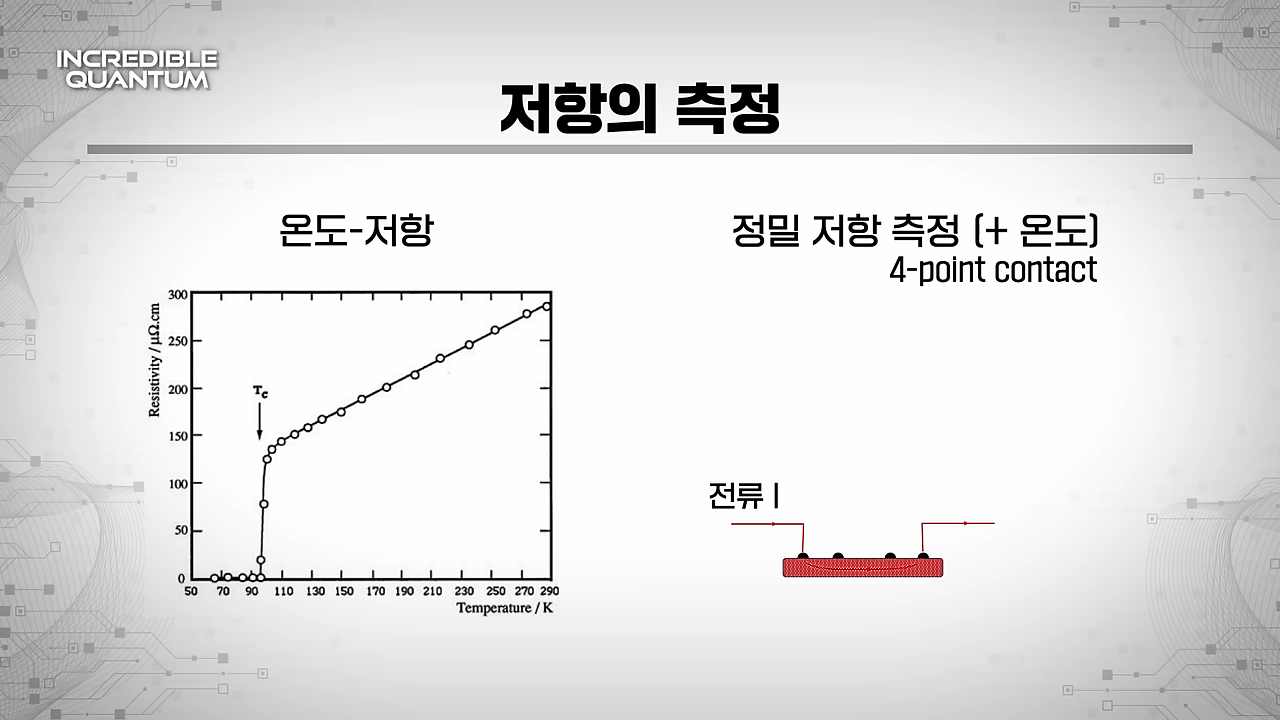 INCREDIBLE
QUANTUM
저항의 측정
온도-저항
Resistivity / μΩ.cm
300
250
200
150
100
50
0
Tc
50 70 90 110 130 150 170 190 210 230 250 270 290
Temperature / K
정밀 저항 측정 (+ 온도)
4-point contact
전류 I